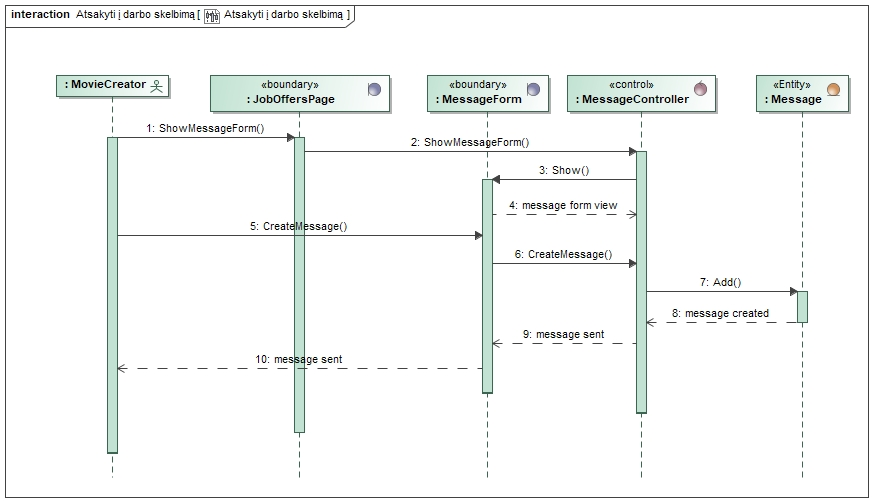 interaction Atsakyti į darbo skelbimą [ Atsakyti į darbo skelbimą ]
: MovieCreator
«boundary»
: JobOffersPage
«boundary»
: MessageForm
«control»
: MessageController
«Entity»
: Message
1: ShowMessageForm()
2: ShowMessageForm()
3: Show()
4: message form view
5: CreateMessage()
6: CreateMessage()
7: Add()
8: message created
9: message sent
10: message sent